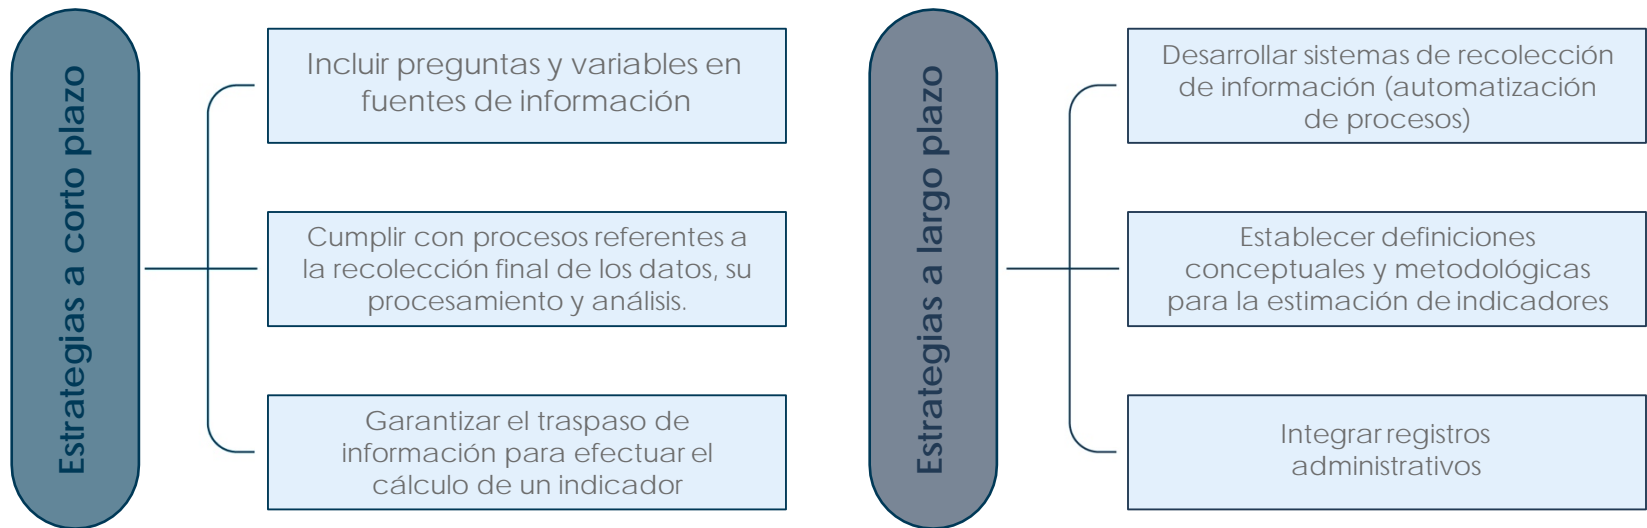 Estrategias a corto plazo
Incluir preguntas y variables en
fuentes de información
Cumplir con procesos referentes a
la recolección final de los datos, su
procesamiento y análisis.
Garantizar el traspaso de
información para efectuar el
cálculo de un indicador
Estrategias a largo plazo
Desarrollar sistemas de recolección
de información (automatización
de procesos)
Establecer definiciones
conceptuales y metodológicas
para la estimación de indicadores
Integrar registros
administrativos